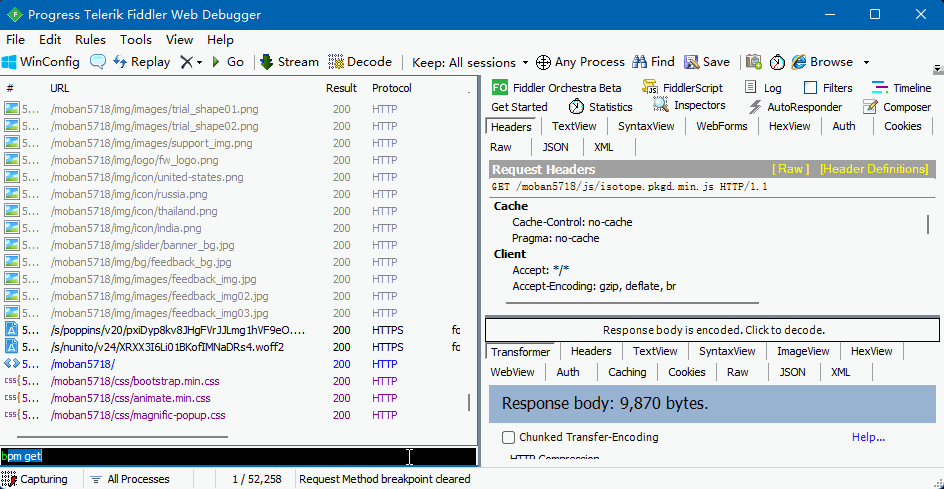 Progress Telerik Fiddler Web Debugger
File Edit Rules Tools View Help
WinConfig Replay Go Stream Decode Keep: All sessions Any Process Find Save Browse
# URL Result Protocol
5... /moban5718/img/images/trial_shape01.png 200 HTTP
5... /moban5718/img/images/trial_shape02.png 200 HTTP
5... /moban5718/img/images/support_img.png 200 HTTP
5... /moban5718/img/logo/fw_logo.png 200 HTTP
5... /moban5718/img/icon/united-states.png 200 HTTP
5... /moban5718/img/icon/russia.png 200 HTTP
5... /moban5718/img/icon/thailand.png 200 HTTP
5... /moban5718/img/icon/india.png 200 HTTP
5... /moban5718/img/slider/banner_bg.jpg 200 HTTP
5... /moban5718/img/bg/feedback_bg.jpg 200 HTTP
5... /moban5718/img/images/feedback_img.jpg 200 HTTP
5... /moban5718/img/images/feedback_img02.jpg 200 HTTP
5... /moban5718/img/images/feedback_img03.jpg 200 HTTP
5... /s/poppins/v20/pxiDyp8kv8JHgFVrJJLmg1hVF9eO.... 200 HTTPS fo
5... /s/nunito/v24/XRXX3I6Li01BKofIMNaDRs4.woff2 200 HTTPS fo
5... /moban5718/ 200 HTTP
5... /moban5718/css/bootstrap.min.css 200 HTTP
5... /moban5718/css/animate.min.css 200 HTTP
5... /moban5718/css/magnific-popup.css 200 HTTP
bpm get
FO Fiddler Orchestra Beta FiddlerScript Log Filters Timeline
Get Started Statistics Inspectors AutoResponder Composer
Headers TextView SyntaxView WebForms HexView Auth Cookies
Raw JSON XML
Request Headers [ Raw ] [Header Definitions]
GET /moban5718/js/isotope.pkgd.min.js HTTP/1.1
Cache
Cache-Control: no-cache
Pragma: no-cache
Client
Accept: */*
Accept-Encoding: gzip, deflate, br
Response body is encoded. Click to decode.
Transformer Headers TextView SyntaxView ImageView HexView
WebView Auth Caching Cookies Raw JSON XML
Response body: 9,870 bytes.
Chunked Transfer-Encoding Help...
HTTP Compression
Capturing All Processes 1 / 52,258 Request Method breakpoint cleared